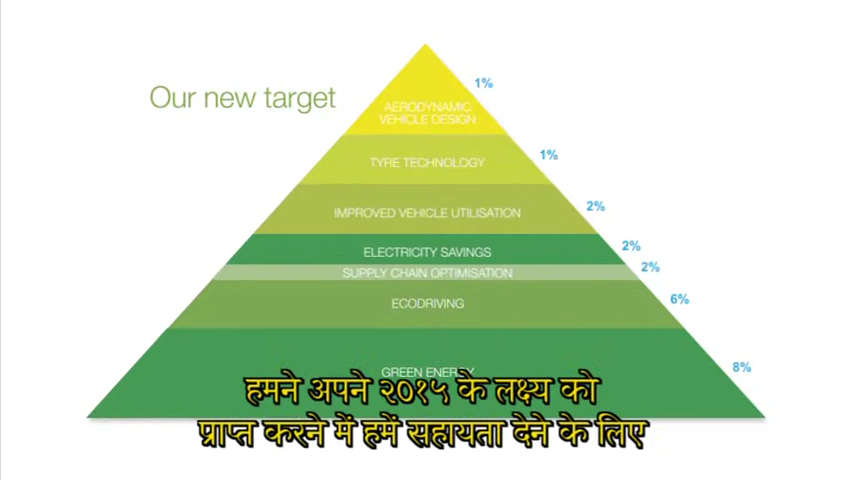 Our new target
1%
AERODYNAMIC
VEHICLE DESIGN
1%
TYRE TECHNOLOGY
2%
IMPROVED VEHICLE UTILISATION
2%
ELECTRICITY SAVINGS
2%
SUPPLY CHAIN OPTIMISATION
6%
ECODRIVING
8%
GREEN ENERGY
हमने अपने २०१५ के लक्ष्य को
प्राप्त करने में हमें सहायता देने के लिए